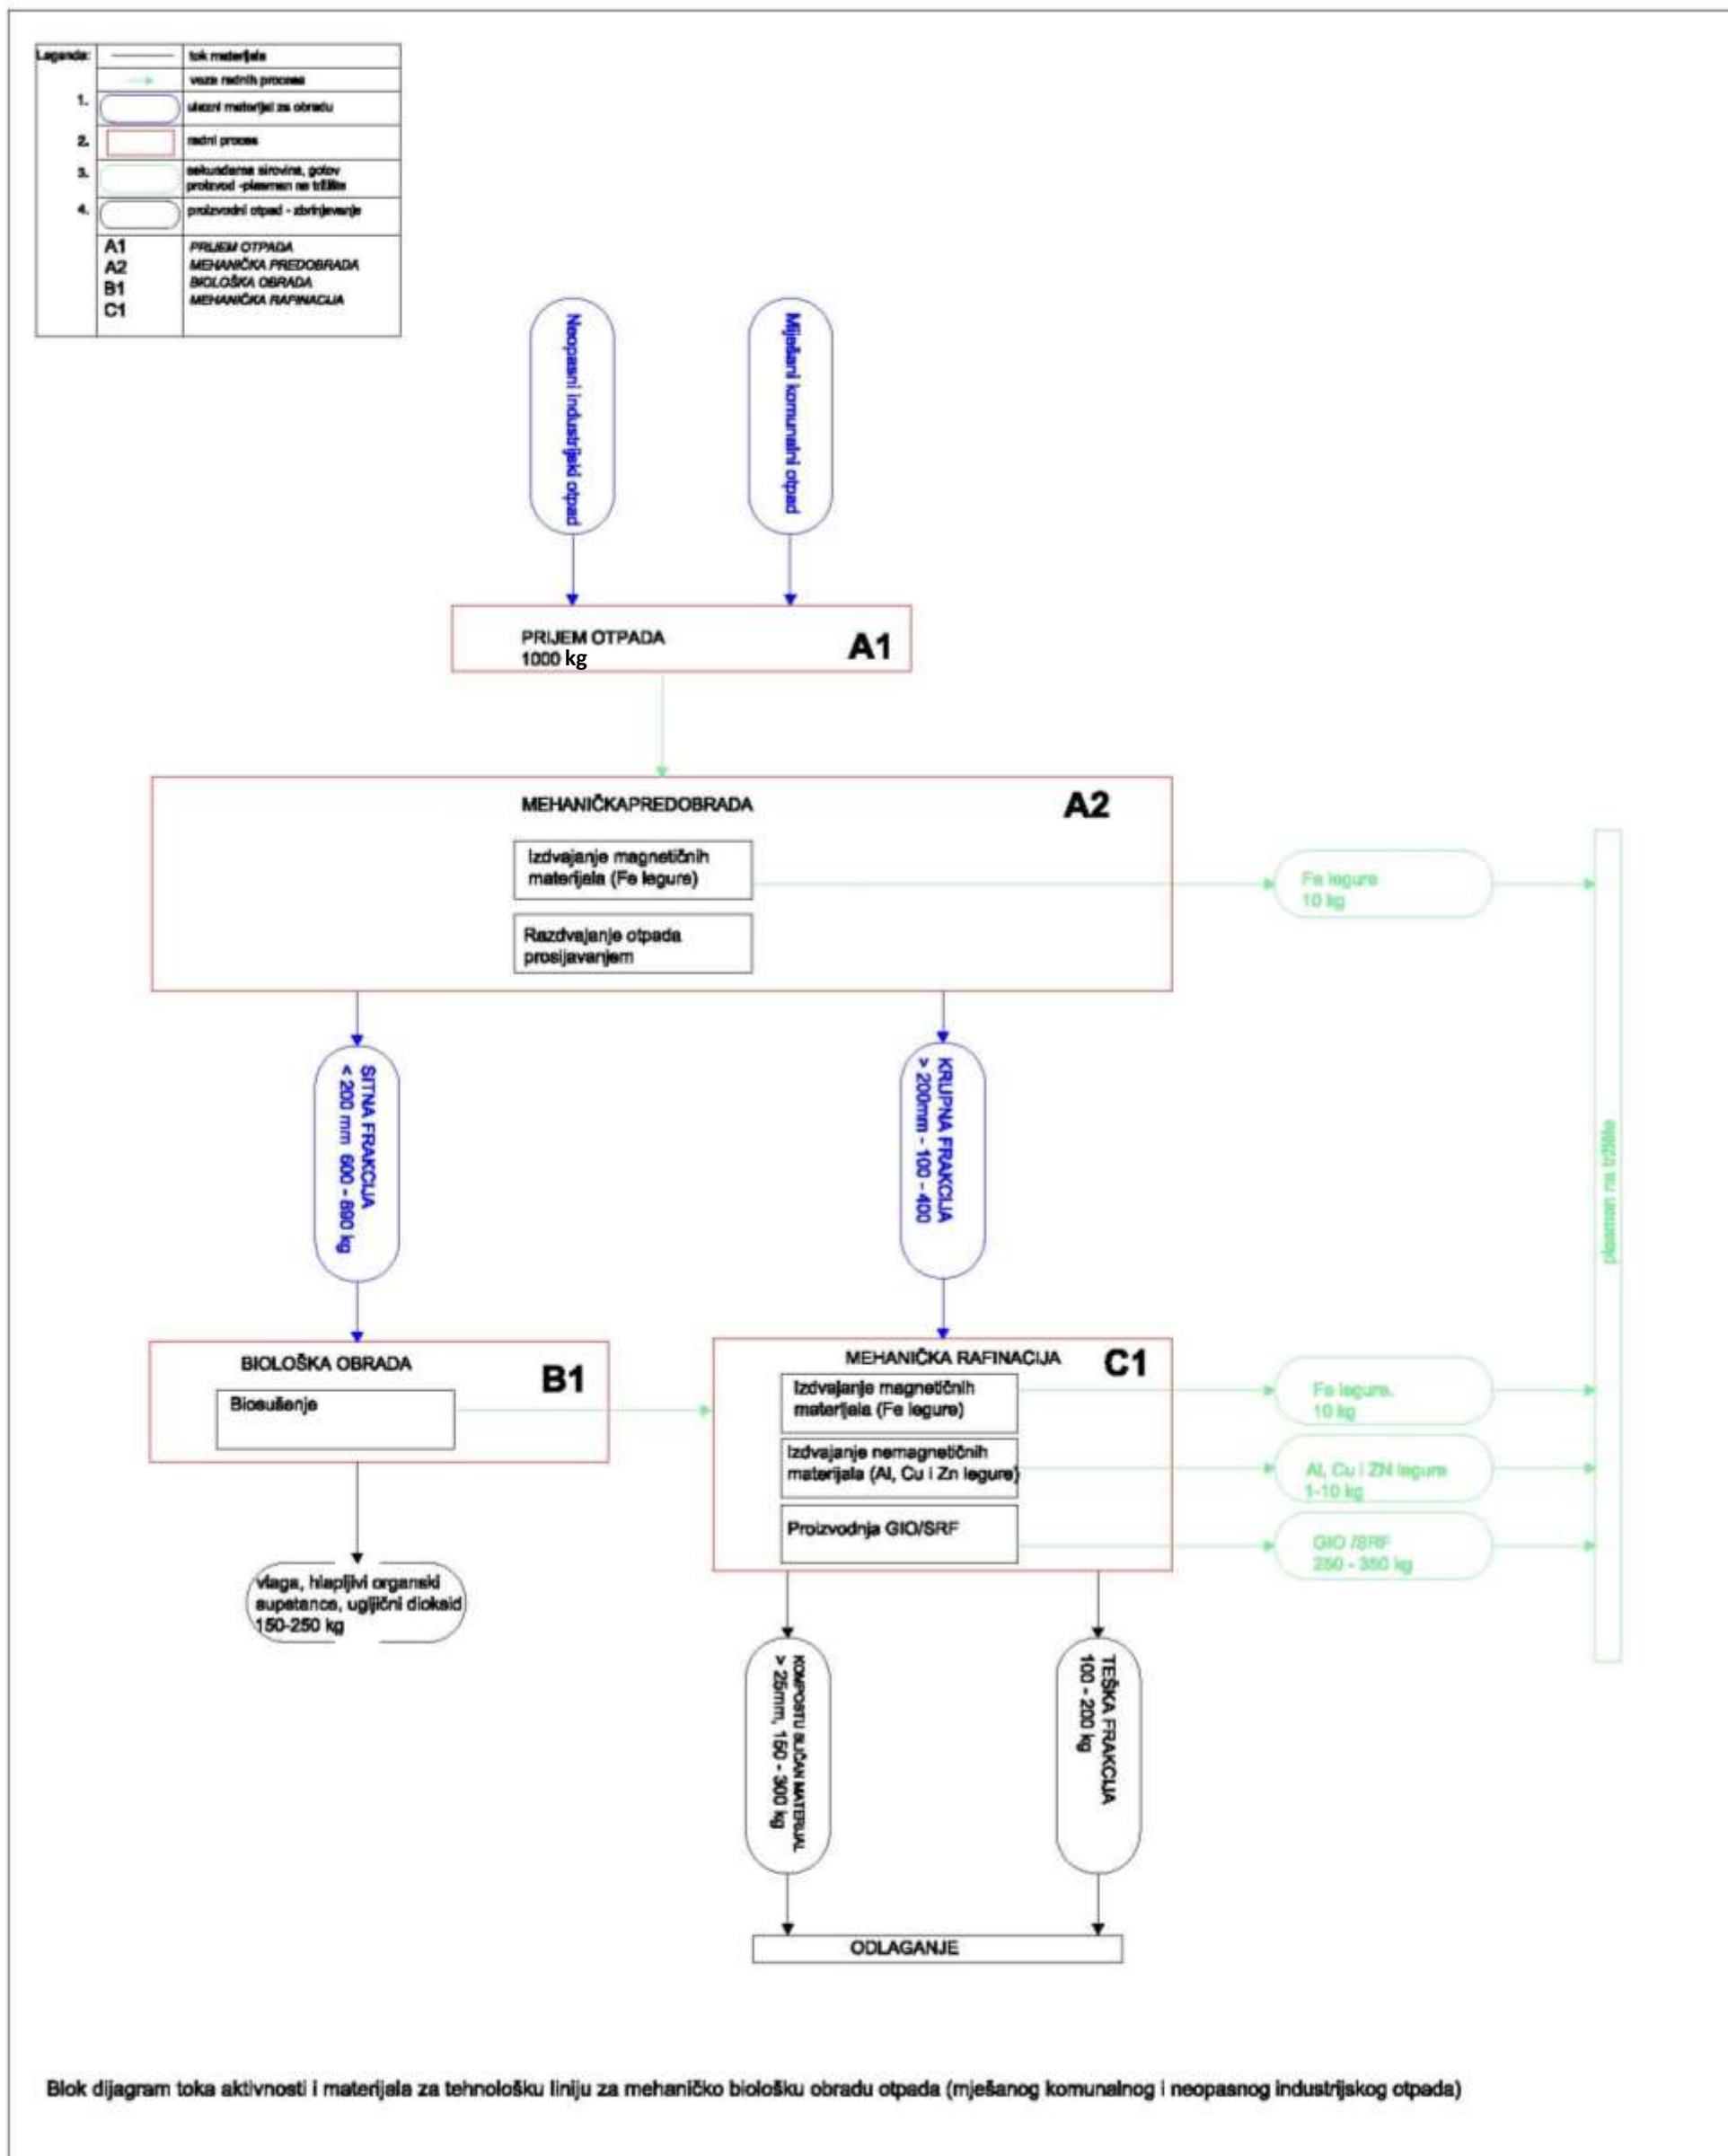 Legenda:
tok materijala
veza radnih procesa
1.
ulazni materijal za obradu
2.
radni proces
3.
sekundarna sirovina, gotov
proizvod -plasman na tržište
4.
proizvodni otpad - zbrinjavanje
A1
PRIJEM OTPADA
A2
MEHANIČKA PREDOBRADA
B1
BIOLOŠKA OBRADA
C1
MEHANIČKA RAFINACIJA
Neopasni industrijski otpad
Miješani komunalni otpad
PRIJEM OTPADA
1000 kg
A1
MEHANIČKAPREDOBRADA
A2
Izdvajanje magnetičnih
materijala (Fe legure)
Razdvajanje otpada
prosijavanjem
Fe legure
10 kg
plasman na tržište
SITNA FRAKCIJA
< 200 mm 600 - 890 kg
KRUPNA FRAKCIJA
> 200mm - 100 - 400
BIOLOŠKA OBRADA
B1
Biosušenje
MEHANIČKA RAFINACIJA
C1
Izdvajanje magnetičnih
materijala (Fe legure)
Izdvajanje nemagnetičnih
materijala (Al, Cu i Zn legure)
Proizvodnja GIO/SRF
Fe legure.
10 kg
Al, Cu i ZN legure
1-10 kg
GIO /SRF
250 - 350 kg
vlaga, hlapljivi organski
supstance, ugljični dioksid
150-250 kg
KOMPOSTU SLIČAN MATERIJAL
> 25mm, 150 - 300 kg
TEŠKA FRAKCIJA
100 - 200 kg
ODLAGANJE
Blok dijagram toka aktivnosti i materijala za tehnološku liniju za mehaničko biološku obradu otpada (mješanog komunalnog i neopasnog industrijskog otpada)